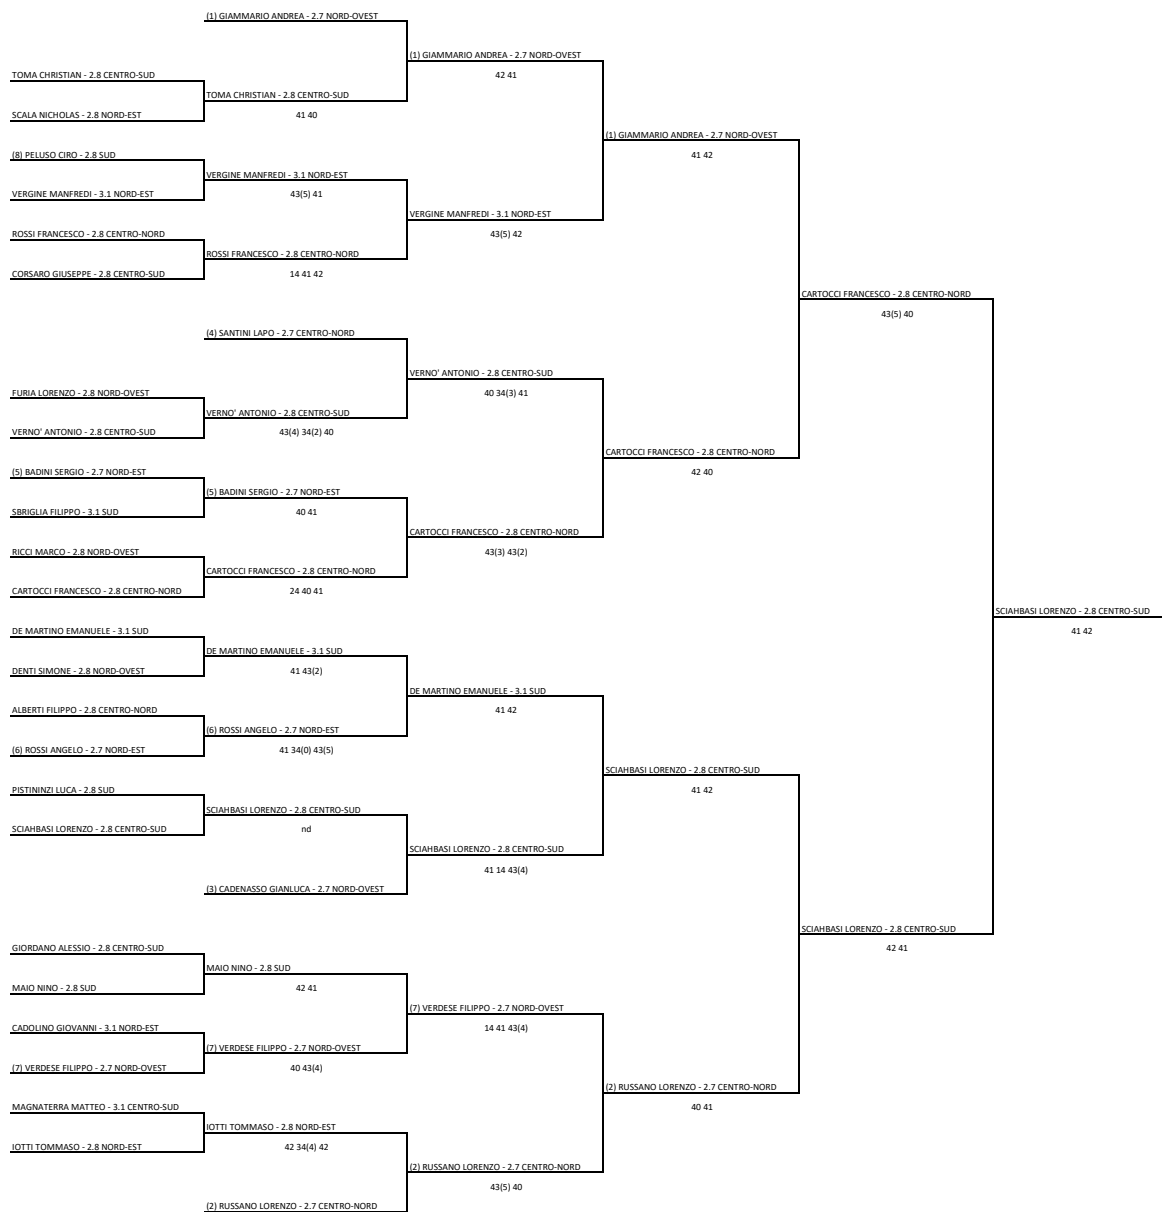 (1) GIAMMARIO ANDREA - 2.7 NORD-OVEST
(1) GIAMMARIO ANDREA - 2.7 NORD-OVEST
42 41
TOMA CHRISTIAN - 2.8 CENTRO-SUD
TOMA CHRISTIAN - 2.8 CENTRO-SUD
41 40
SCALA NICHOLAS - 2.8 NORD-EST
(1) GIAMMARIO ANDREA - 2.7 NORD-OVEST
41 42
(8) PELUSO CIRO - 2.8 SUD
VERGINE MANFREDI - 3.1 NORD-EST
43(5) 41
VERGINE MANFREDI - 3.1 NORD-EST
VERGINE MANFREDI - 3.1 NORD-EST
43(5) 42
ROSSI FRANCESCO - 2.8 CENTRO-NORD
ROSSI FRANCESCO - 2.8 CENTRO-NORD
14 41 42
CORSARO GIUSEPPE - 2.8 CENTRO-SUD
CARTOCCI FRANCESCO - 2.8 CENTRO-NORD
43(5) 40
(4) SANTINI LAPO - 2.7 CENTRO-NORD
VERNO' ANTONIO - 2.8 CENTRO-SUD
40 34(3) 41
FURIA LORENZO - 2.8 NORD-OVEST
VERNO' ANTONIO - 2.8 CENTRO-SUD
43(4) 34(2) 40
VERNO' ANTONIO - 2.8 CENTRO-SUD
CARTOCCI FRANCESCO - 2.8 CENTRO-NORD
42 40
(5) BADINI SERGIO - 2.7 NORD-EST
(5) BADINI SERGIO - 2.7 NORD-EST
40 41
SBRIGLIA FILIPPO - 3.1 SUD
CARTOCCI FRANCESCO - 2.8 CENTRO-NORD
43(3) 43(2)
RICCI MARCO - 2.8 NORD-OVEST
CARTOCCI FRANCESCO - 2.8 CENTRO-NORD
24 40 41
CARTOCCI FRANCESCO - 2.8 CENTRO-NORD
SCIAHBASI LORENZO - 2.8 CENTRO-SUD
41 42
DE MARTINO EMANUELE - 3.1 SUD
DE MARTINO EMANUELE - 3.1 SUD
41 43(2)
DENTI SIMONE - 2.8 NORD-OVEST
DE MARTINO EMANUELE - 3.1 SUD
41 42
ALBERTI FILIPPO - 2.8 CENTRO-NORD
(6) ROSSI ANGELO - 2.7 NORD-EST
41 34(0) 43(5)
(6) ROSSI ANGELO - 2.7 NORD-EST
SCIAHBASI LORENZO - 2.8 CENTRO-SUD
41 42
PISTININZI LUCA - 2.8 SUD
SCIAHBASI LORENZO - 2.8 CENTRO-SUD
nd
SCIAHBASI LORENZO - 2.8 CENTRO-SUD
SCIAHBASI LORENZO - 2.8 CENTRO-SUD
41 14 43(4)
(3) CADENASSO GIANLUCA - 2.7 NORD-OVEST
SCIAHBASI LORENZO - 2.8 CENTRO-SUD
42 41
GIORDANO ALESSIO - 2.8 CENTRO-SUD
MAIO NINO - 2.8 SUD
42 41
MAIO NINO - 2.8 SUD
(7) VERDESE FILIPPO - 2.7 NORD-OVEST
14 41 43(4)
CADOLINO GIOVANNI - 3.1 NORD-EST
(7) VERDESE FILIPPO - 2.7 NORD-OVEST
40 43(4)
(7) VERDESE FILIPPO - 2.7 NORD-OVEST
(2) RUSSANO LORENZO - 2.7 CENTRO-NORD
40 41
MAGNATERRA MATTEO - 3.1 CENTRO-SUD
IOTTI TOMMASO - 2.8 NORD-EST
42 34(4) 42
IOTTI TOMMASO - 2.8 NORD-EST
(2) RUSSANO LORENZO - 2.7 CENTRO-NORD
43(5) 40
(2) RUSSANO LORENZO - 2.7 CENTRO-NORD